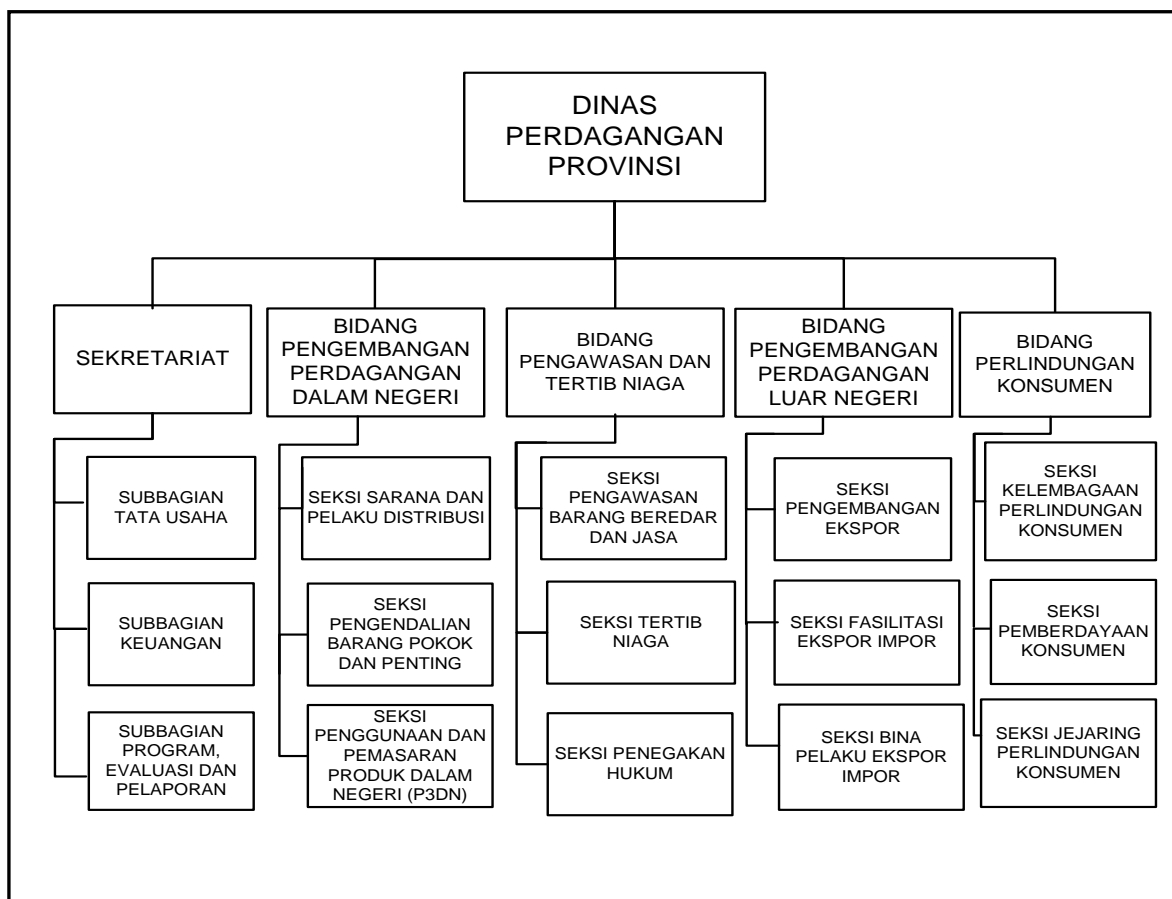 DINAS
PERDAGANGAN
PROVINSI
SEKRETARIAT
BIDANG
PENGEMBANGAN
PERDAGANGAN
DALAM NEGERI
BIDANG
PENGAWASAN DAN
TERTIB NIAGA
BIDANG
PENGEMBANGAN
PERDAGANGAN
LUAR NEGERI
BIDANG
PERLINDUNGAN
KONSUMEN
SUBBAGIAN
TATA USAHA
SEKSI SARANA DAN
PELAKU DISTRIBUSI
SEKSI
PENGAWASAN
BARANG BEREDAR
DAN JASA
SEKSI
PENGEMBANGAN
EKSPOR
SEKSI
KELEMBAGAAN
PERLINDUNGAN
KONSUMEN
SUBBAGIAN
KEUANGAN
SEKSI
PENGENDALIAN
BARANG POKOK
DAN PENTING
SEKSI TERTIB
NIAGA
SEKSI FASILITASI
EKSPOR IMPOR
SEKSI
PEMBERDAYAAN
KONSUMEN
SUBBAGIAN
PROGRAM,
EVALUASI DAN
PELAPORAN
SEKSI
PENGGUNAAN DAN
PEMASARAN
PRODUK DALAM
NEGERI (P3DN)
SEKSI PENEGAKAN
HUKUM
SEKSI BINA
PELAKU EKSPOR
IMPOR
SEKSI JEJARING
PERLINDUNGAN
KONSUMEN